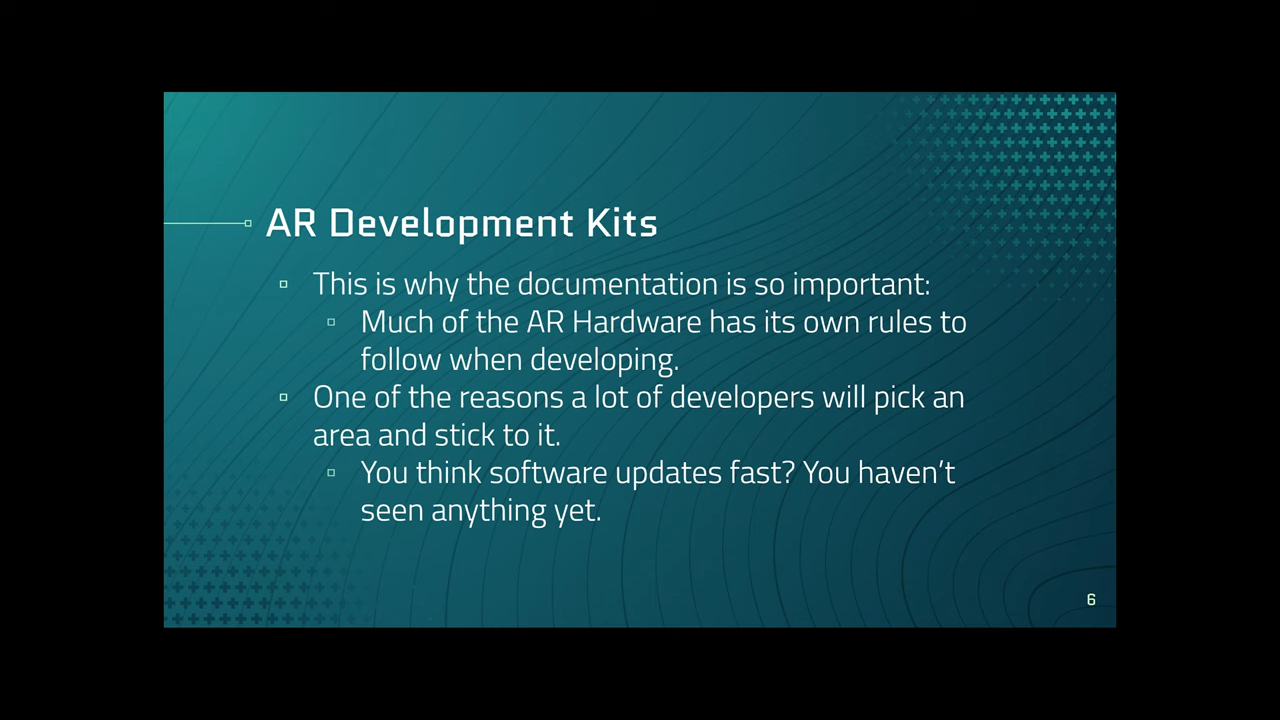 AR Development Kits
This is why the documentation is so important:
Much of the AR Hardware has its own rules to
follow when developing.
One of the reasons a lot of developers will pick an
area and stick to it.
You think software updates fast? You haven’t
seen anything yet.
6